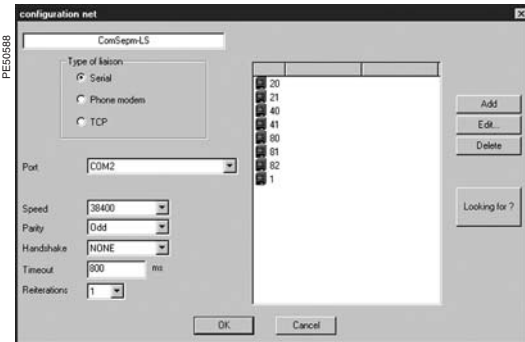 configuration net
PE50588
ComSepm-LS
Type of liaison
Serial
Phone modem
TCP
Port
COM2
Speed
38400
Parity
Odd
Handshake
NONE
Timeout
800
ms
Reiterations
1
20
21
40
41
80
81
82
1
Add
Edit...
Delete
Looking for ?
OK
Cancel